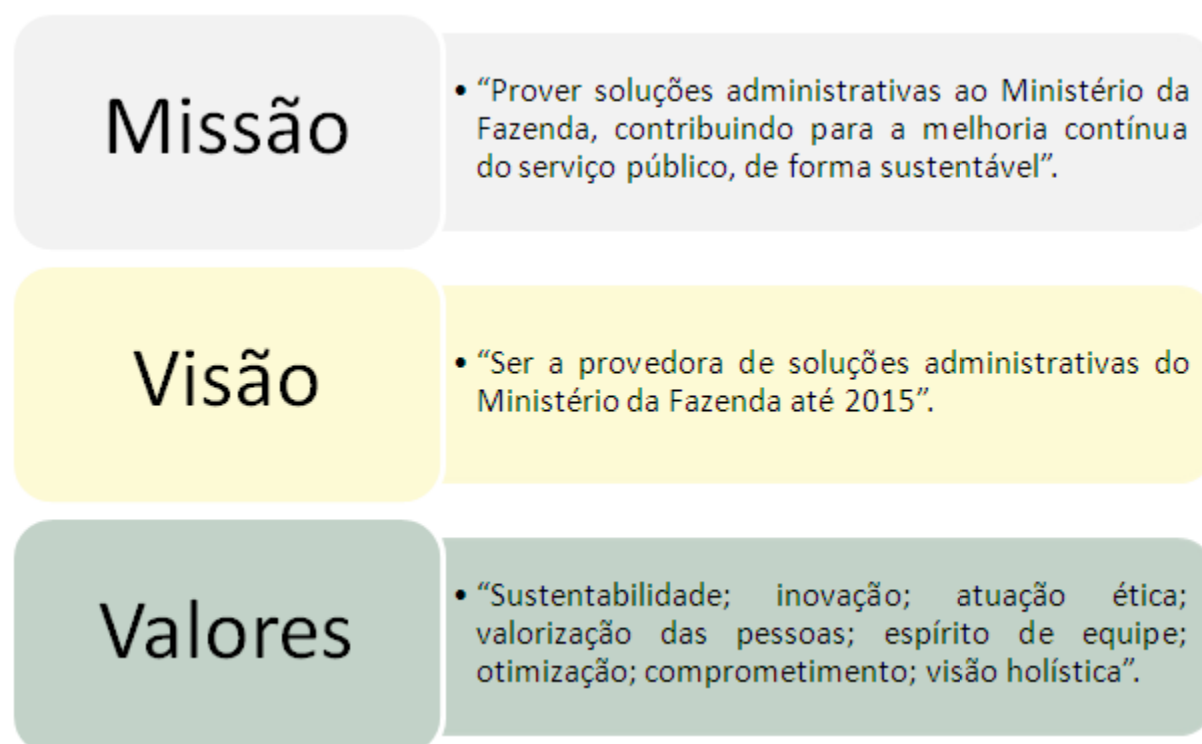 Missão
• “Prover soluções administrativas ao Ministério da
Fazenda, contribuindo para a melhoria contínua
do serviço público, de forma sustentável”.
Visão
• “Ser a provedora de soluções administrativas do
Ministério da Fazenda até 2015”.
Valores
• “Sustentabilidade; inovação; atuação ética;
valorização das pessoas; espírito de equipe;
otimização; comprometimento; visão holística”.